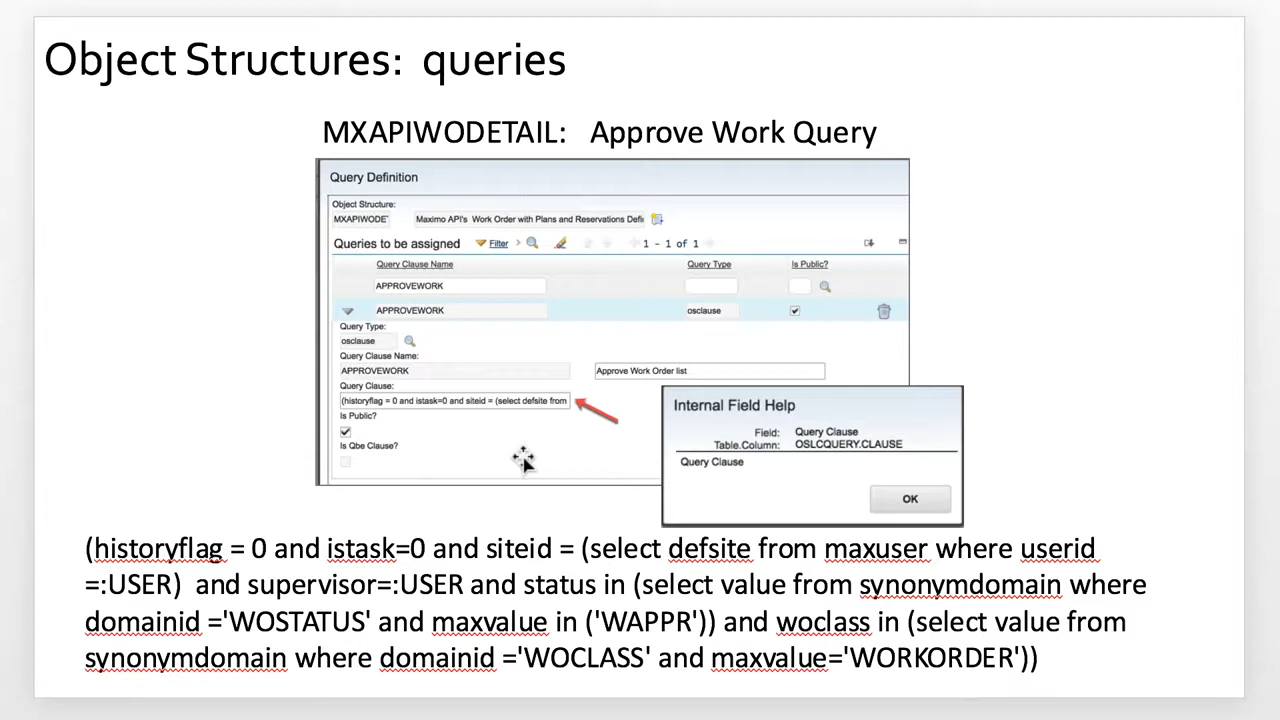 Object Structures: queries
MXAPIWODETAIL: Approve Work Query
Query Definition
Object Structure:
MXAPIWODET Maximo API's Work Order with Plans and Reservations Defi
Queries to be assigned Filter 1 - 1 of 1
Query Clause Name Query Type Is Public?
APPROVEWORK
APPROVEWORK osclause
Query Type:
osclause
Query Clause Name:
APPROVEWORK Approve Work Order list
Query Clause:
(historyflag = 0 and istask=0 and siteid = (select defsite from
Is Public?
Is Qbe Clause?
Internal Field Help
Field: Query Clause
Table.Column: OSLCQUERY.CLAUSE
Query Clause
OK
(historyflag = 0 and istask=0 and siteid = (select defsite from maxuser where userid
=:USER) and supervisor=:USER and status in (select value from synonymdomain where
domainid ='WOSTATUS' and maxvalue in ('WAPPR')) and woclass in (select value from
synonymdomain where domainid ='WOCLASS' and maxvalue='WORKORDER'))